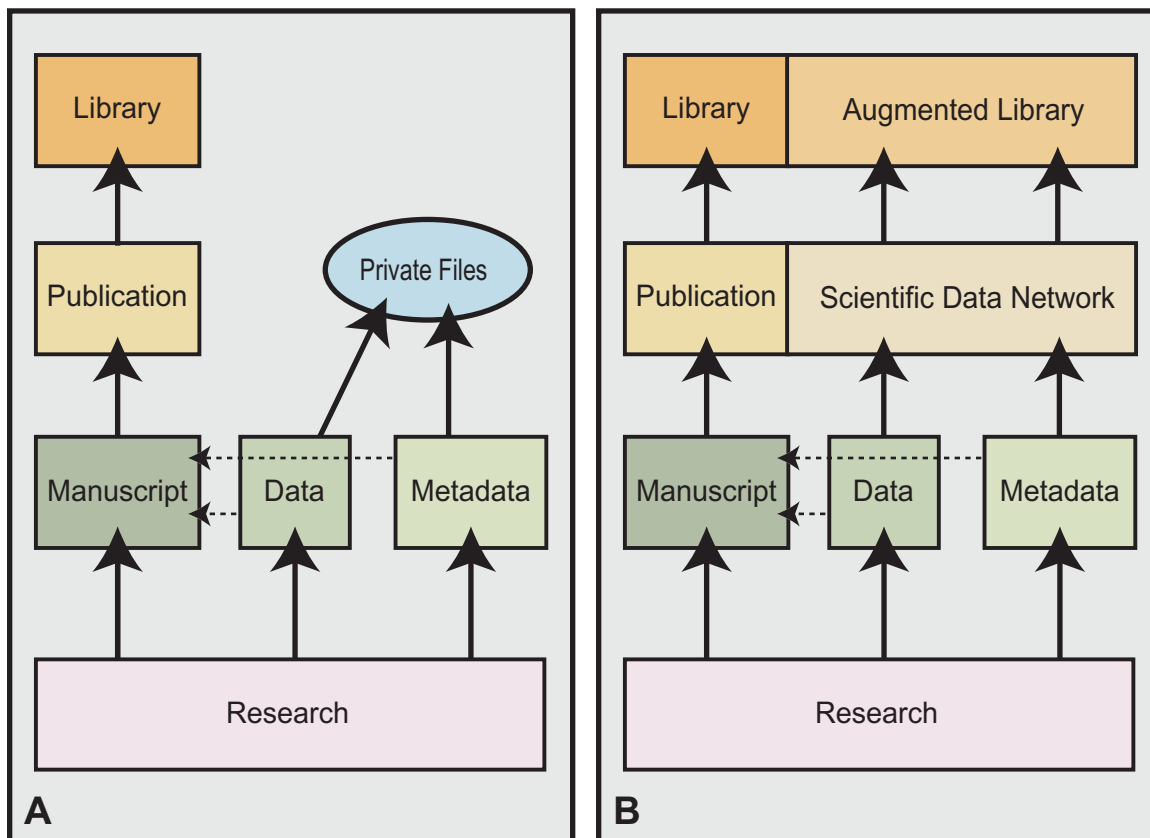 Library
Private Files
Publication
Manuscript
Data
Metadata
Research
A
Library
Augmented Library
Publication
Scientific Data Network
Manuscript
Data
Metadata
Research
B